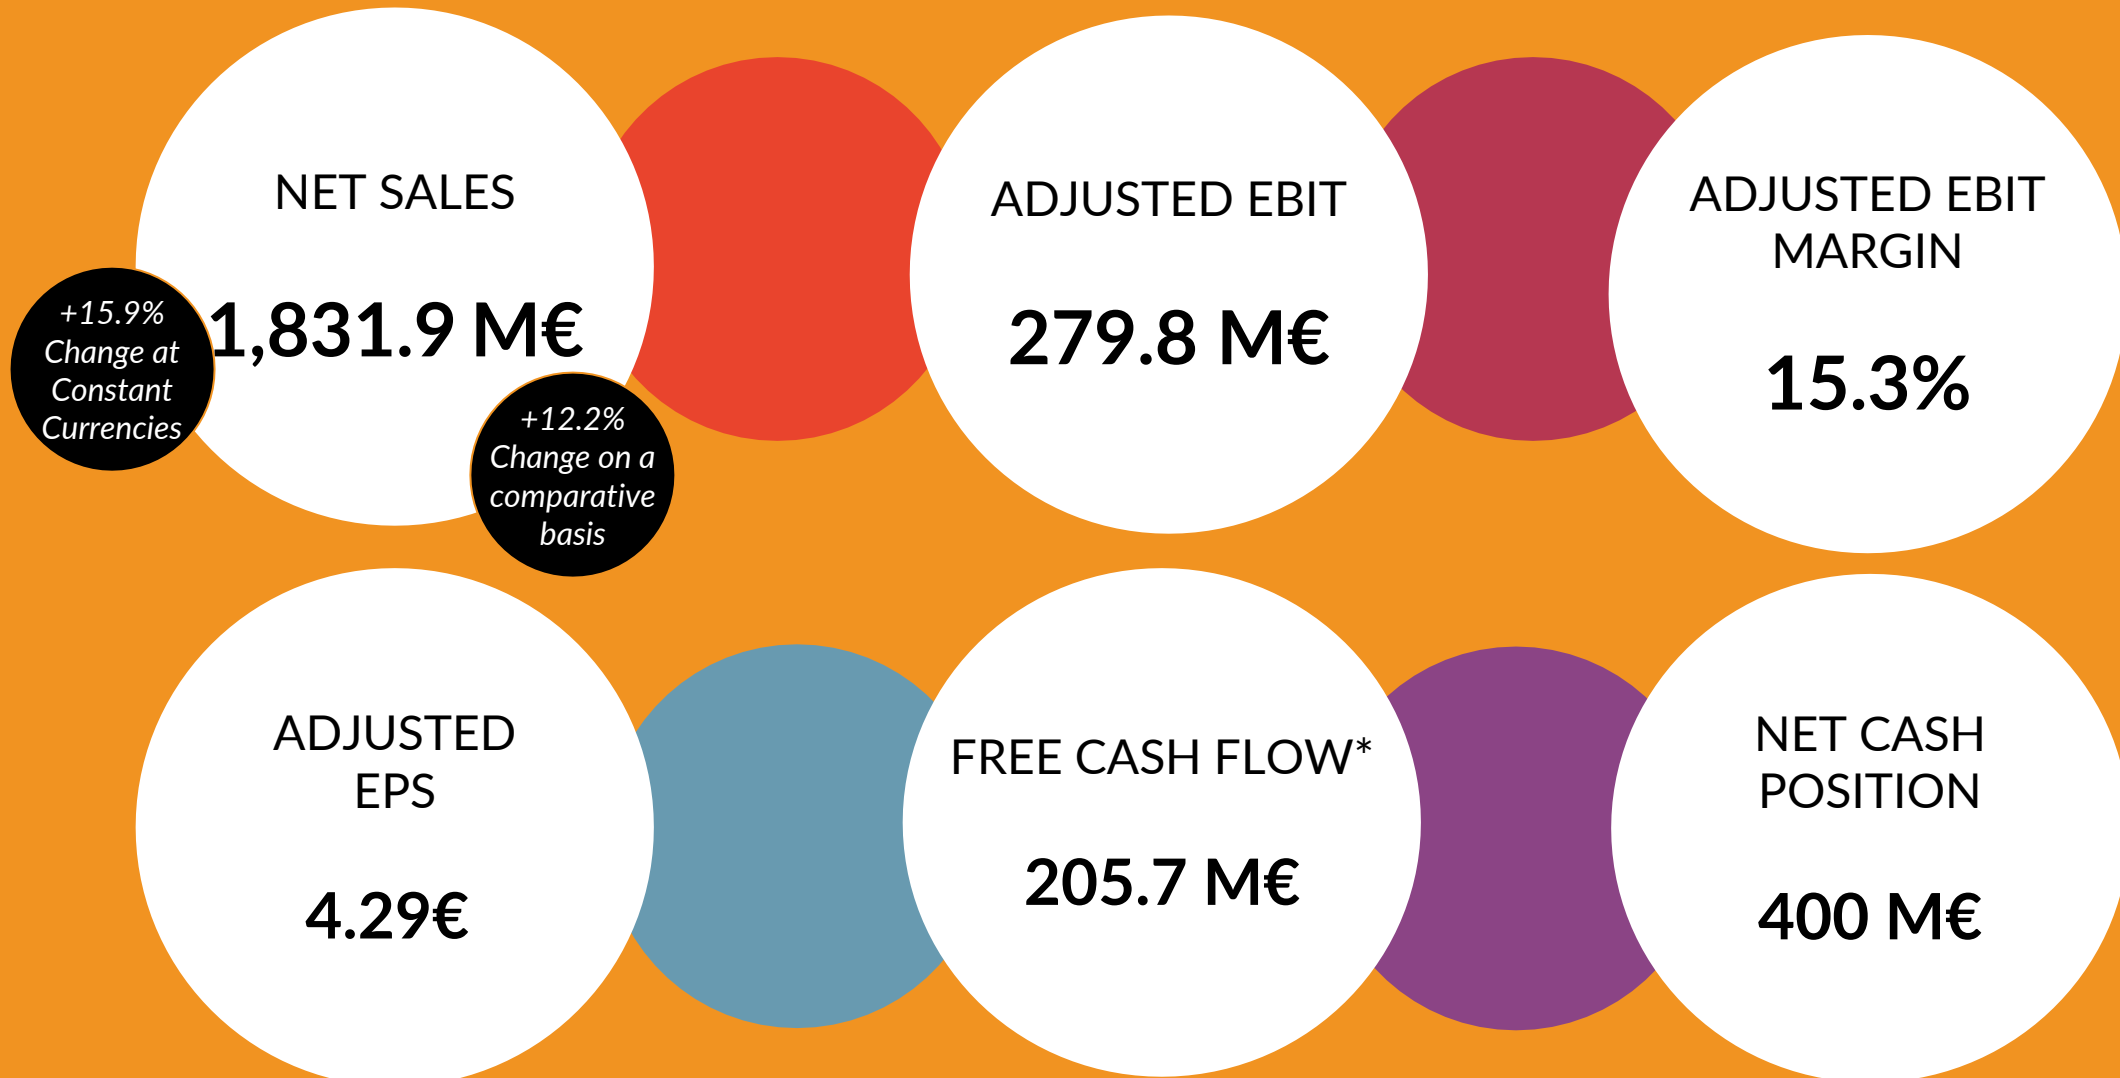 NET SALES
1,831.9 M€
+15.9%
Change at
Constant
Currencies
+12.2%
Change on a
comparative
basis
ADJUSTED EBIT
279.8 M€
ADJUSTED EBIT
MARGIN
15.3%
ADJUSTED
EPS
4.29€
FREE CASH FLOW*
205.7 M€
NET CASH
POSITION
400 M€